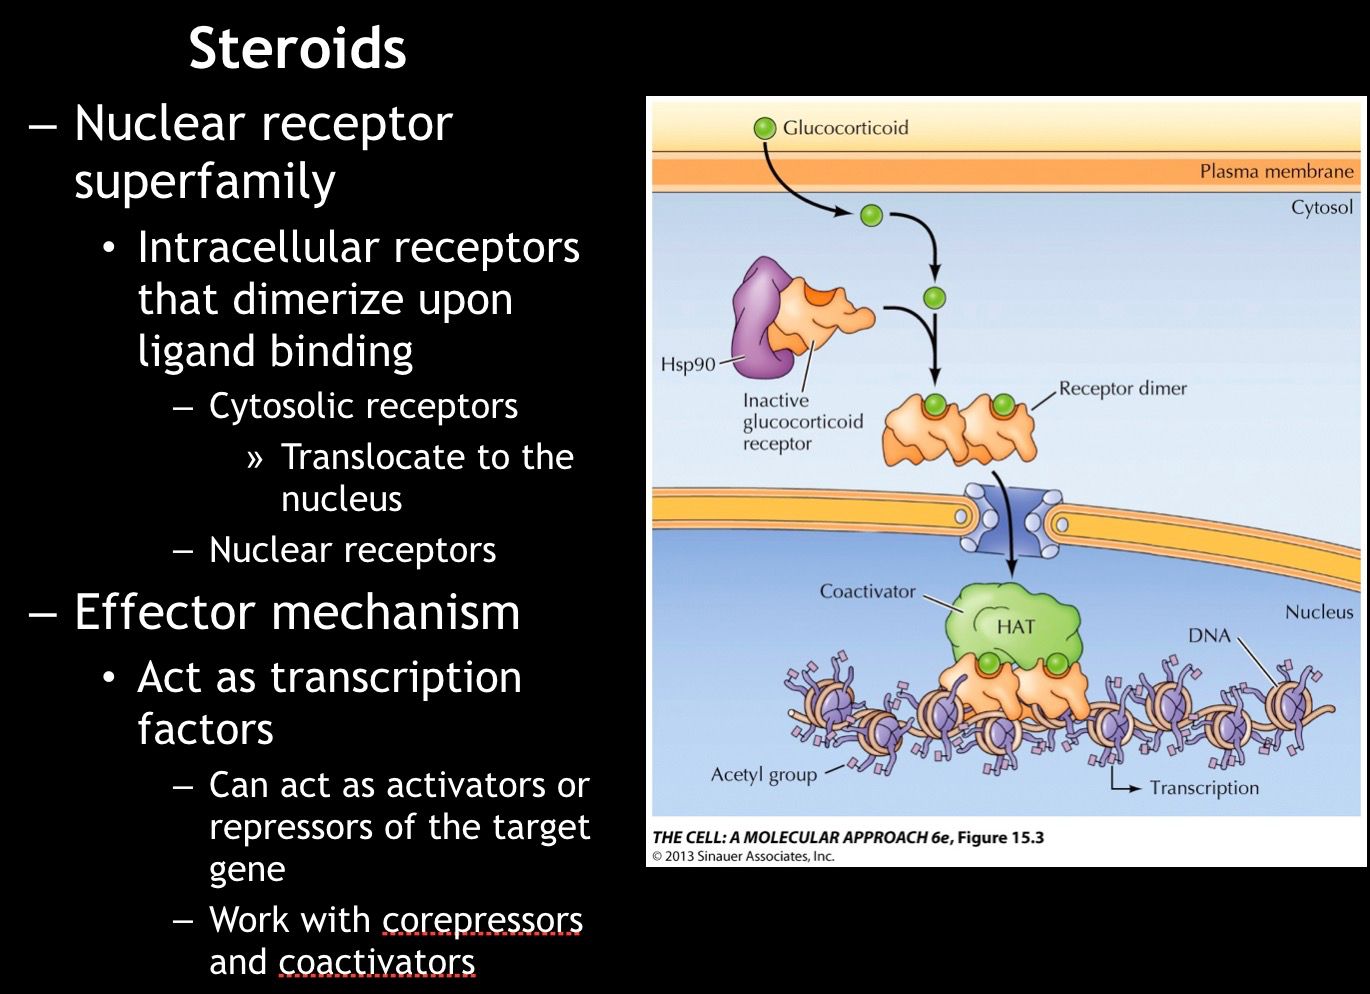 Steroids
– Nuclear receptor
superfamily
• Intracellular receptors
that dimerize upon
ligand binding
– Cytosolic receptors
» Translocate to the
nucleus
– Nuclear receptors
– Effector mechanism
• Act as transcription
factors
– Can act as activators or
repressors of the target
gene
– Work with corepressors
and coactivators
Glucocorticoid
Plasma membrane
Cytosol
Hsp90
Inactive
glucocorticoid
receptor
Receptor dimer
Coactivator
HAT
Nucleus
DNA
Acetyl group
Transcription
THE CELL: A MOLECULAR APPROACH 6e, Figure 15.3
© 2013 Sinauer Associates, Inc.